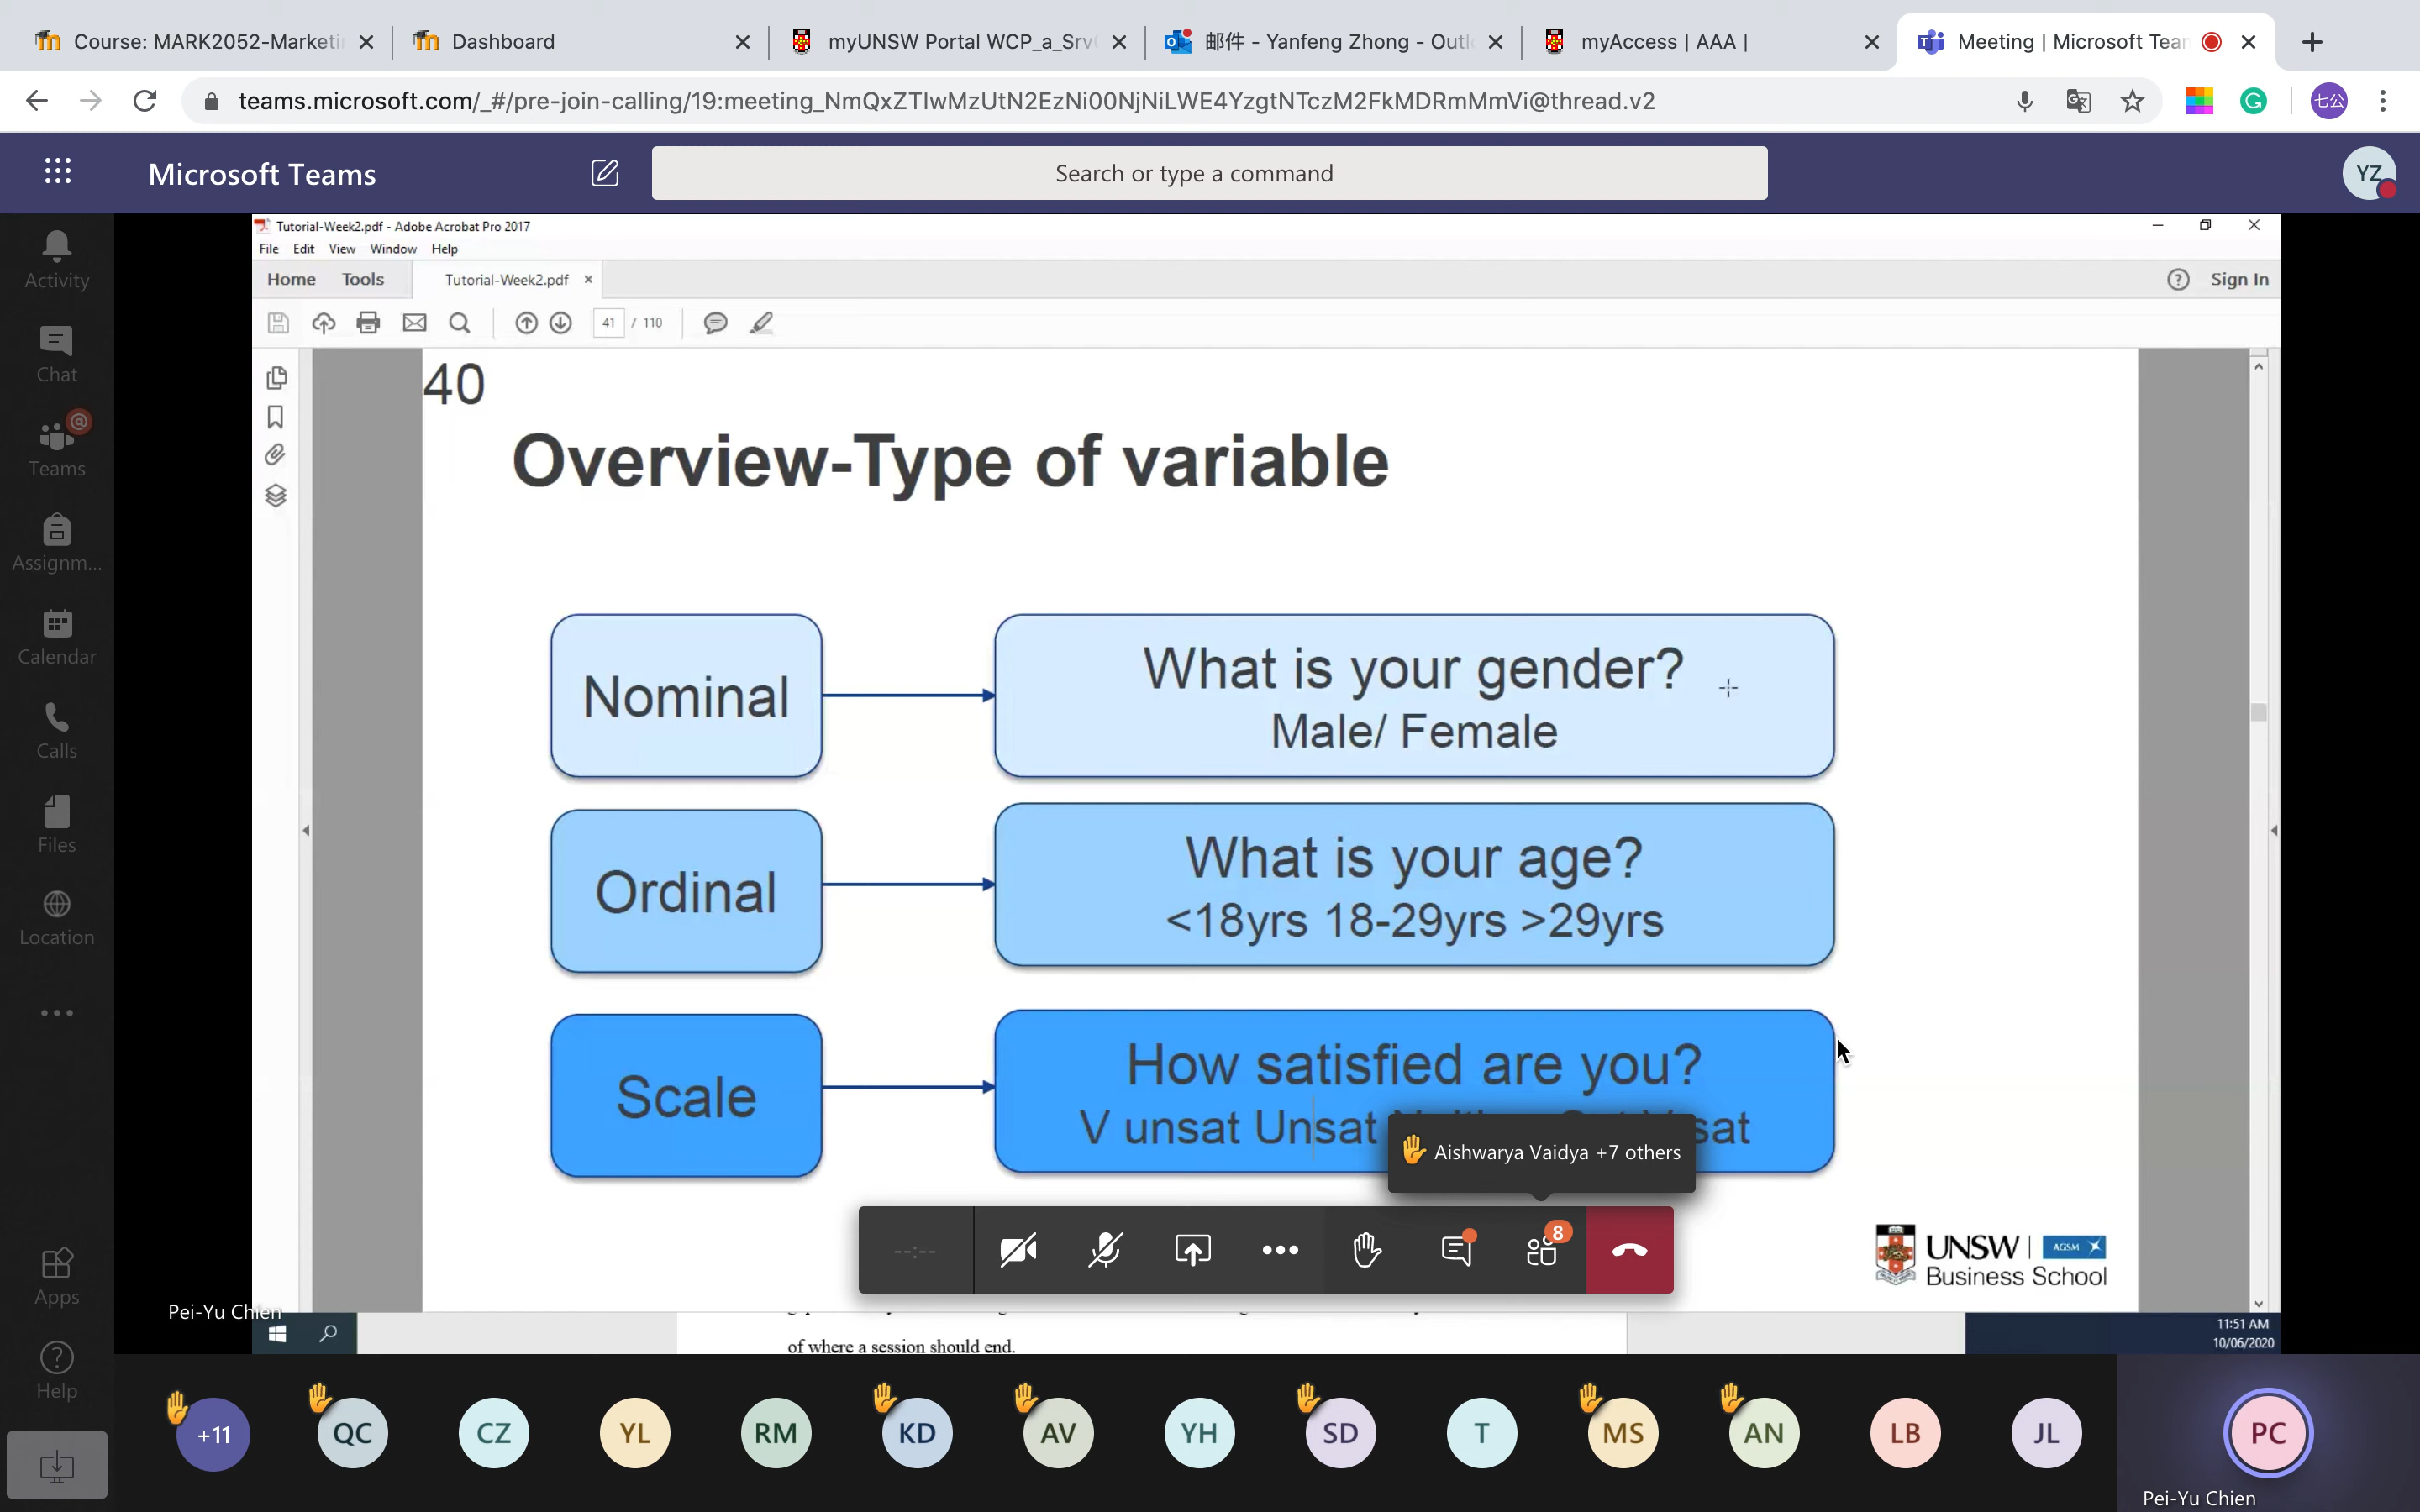 Course: MARK2052-Marketi
Dashboard
myUNSW Portal WCP_a_Srv
邮件 - Yanfeng Zhong - Outl
myAccess | AAA |
Meeting | Microsoft Tea
teams.microsoft.com/_#/pre-join-calling/19:meeting_NmQxZTIwMzUtN2EzNi00NjNiLWE4YzgtNTczM2FkMDRmMmVi@thread.v2
七公
Microsoft Teams
Search or type a command
YZ
Activity
Chat
Teams
Assignm...
Calendar
Calls
Files
Location
Apps
Help
Tutorial-Week2.pdf - Adobe Acrobat Pro 2017
File Edit View Window Help
Home Tools Tutorial-Week2.pdf
Sign In
41 / 110
40
Overview-Type of variable
Nominal
What is your gender?
Male/ Female
Ordinal
What is your age?
<18yrs 18-29yrs >29yrs
Scale
How satisfied are you?
V unsat Unsat
sat
Aishwarya Vaidya +7 others
--:--
8
UNSW AGSM
Business School
Pei-Yu Chien
of where a session should end.
11:51 AM
10/06/2020
+11
QC
CZ
YL
RM
KD
AV
YH
SD
T
MS
AN
LB
JL
PC
Pei-Yu Chien